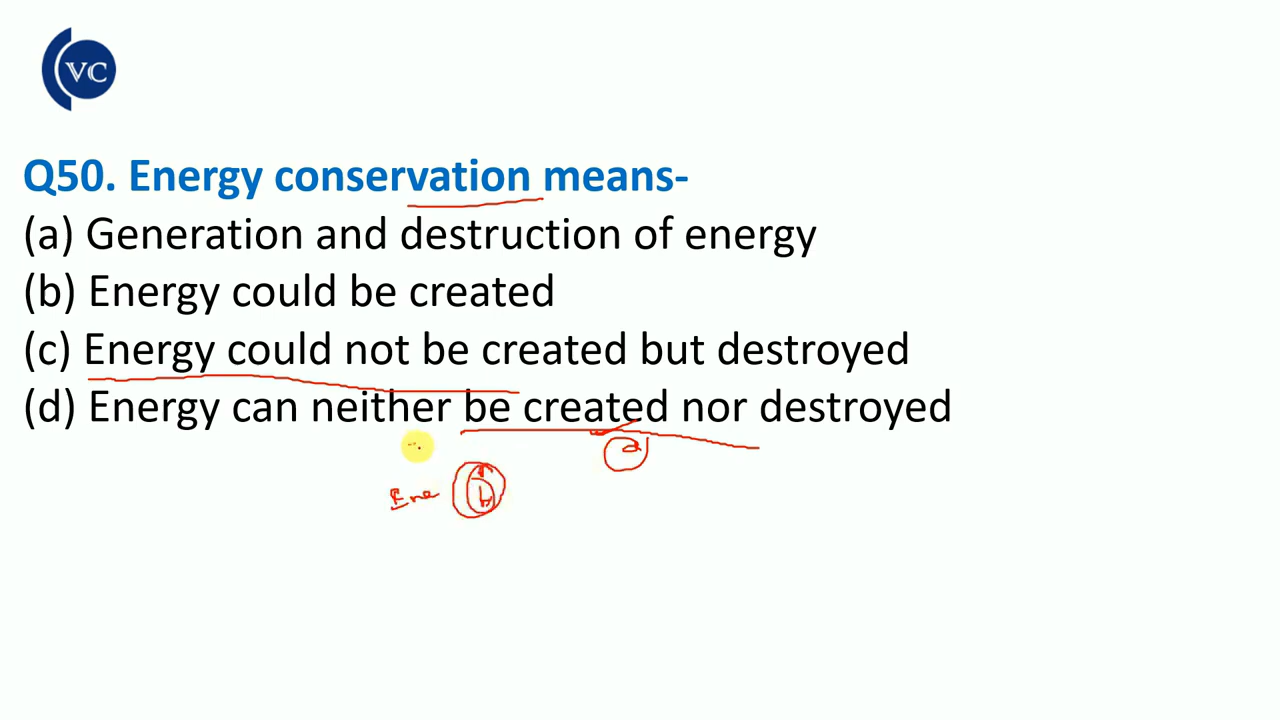 VC
Q50. Energy conservation means-
(a) Generation and destruction of energy
(b) Energy could be created
(c) Energy could not be created but destroyed
(d) Energy can neither be created nor destroyed
d
Ene